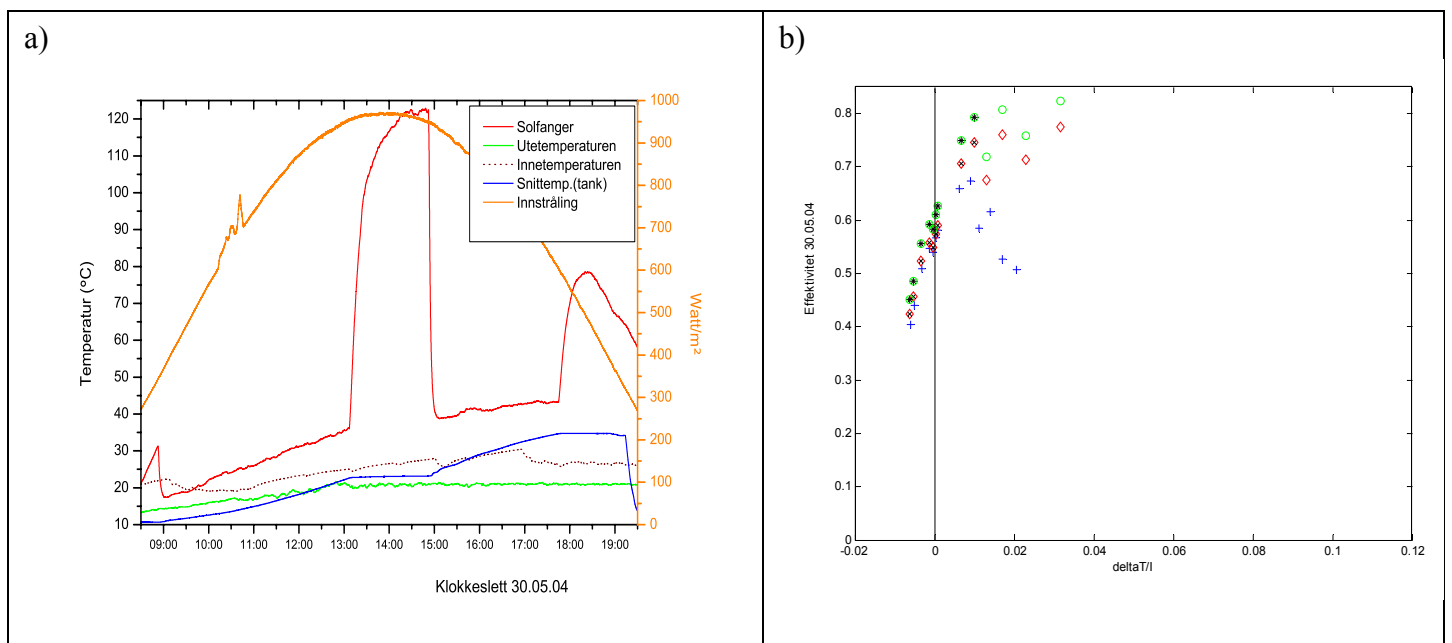 a)
Temperatur (°C)
120
110
100
90
80
70
60
50
40
30
20
10
1000
900
800
700
600
500
400
300
200
100
0
Watt/m²
Solfanger
Utetemperaturen
Innetemperaturen
Snittemp.(tank)
Innstråling
09:00 10:00 11:00 12:00 13:00 14:00 15:00 16:00 17:00 18:00 19:00
Klokkeslett 30.05.04
b)
Effektivitet 30.05.04
0.8
0.7
0.6
0.5
0.4
0.3
0.2
0.1
0
-0.02 0 0.02 0.04 0.06 0.08 0.1 0.12
deltaT/I